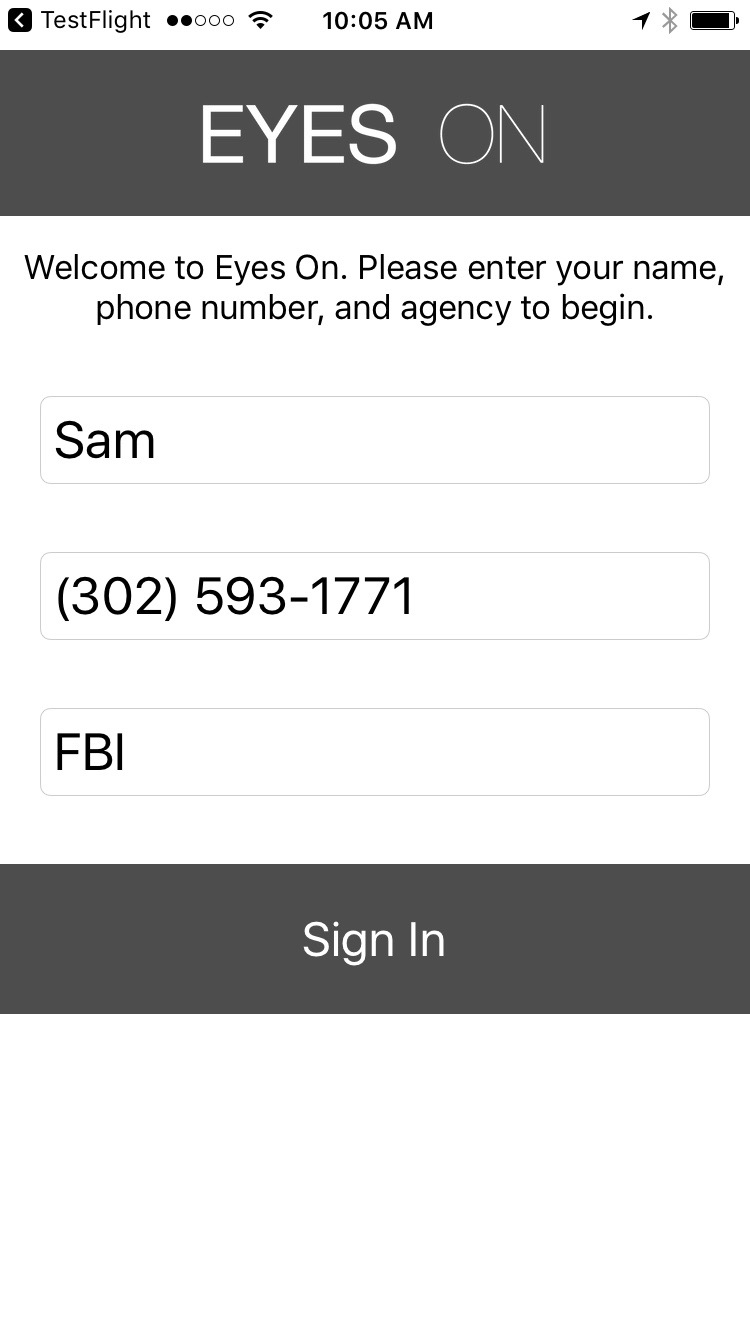 TestFlight 10:05 AM
EYES ON
Welcome to Eyes On. Please enter your name,
phone number, and agency to begin.
Sam
(302) 593-1771
FBI
Sign In